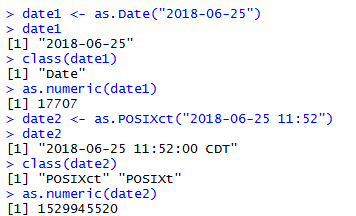 > date1 <- as.Date("2018-06-25")
> date1
[1] "2018-06-25"
> class(date1)
[1] "Date"
> as.numeric(date1)
[1] 17707
> date2 <- as.POSIXct("2018-06-25 11:52")
> date2
[1] "2018-06-25 11:52:00 CDT"
> class(date2)
[1] "POSIXct" "POSIXt"
> as.numeric(date2)
[1] 1529945520